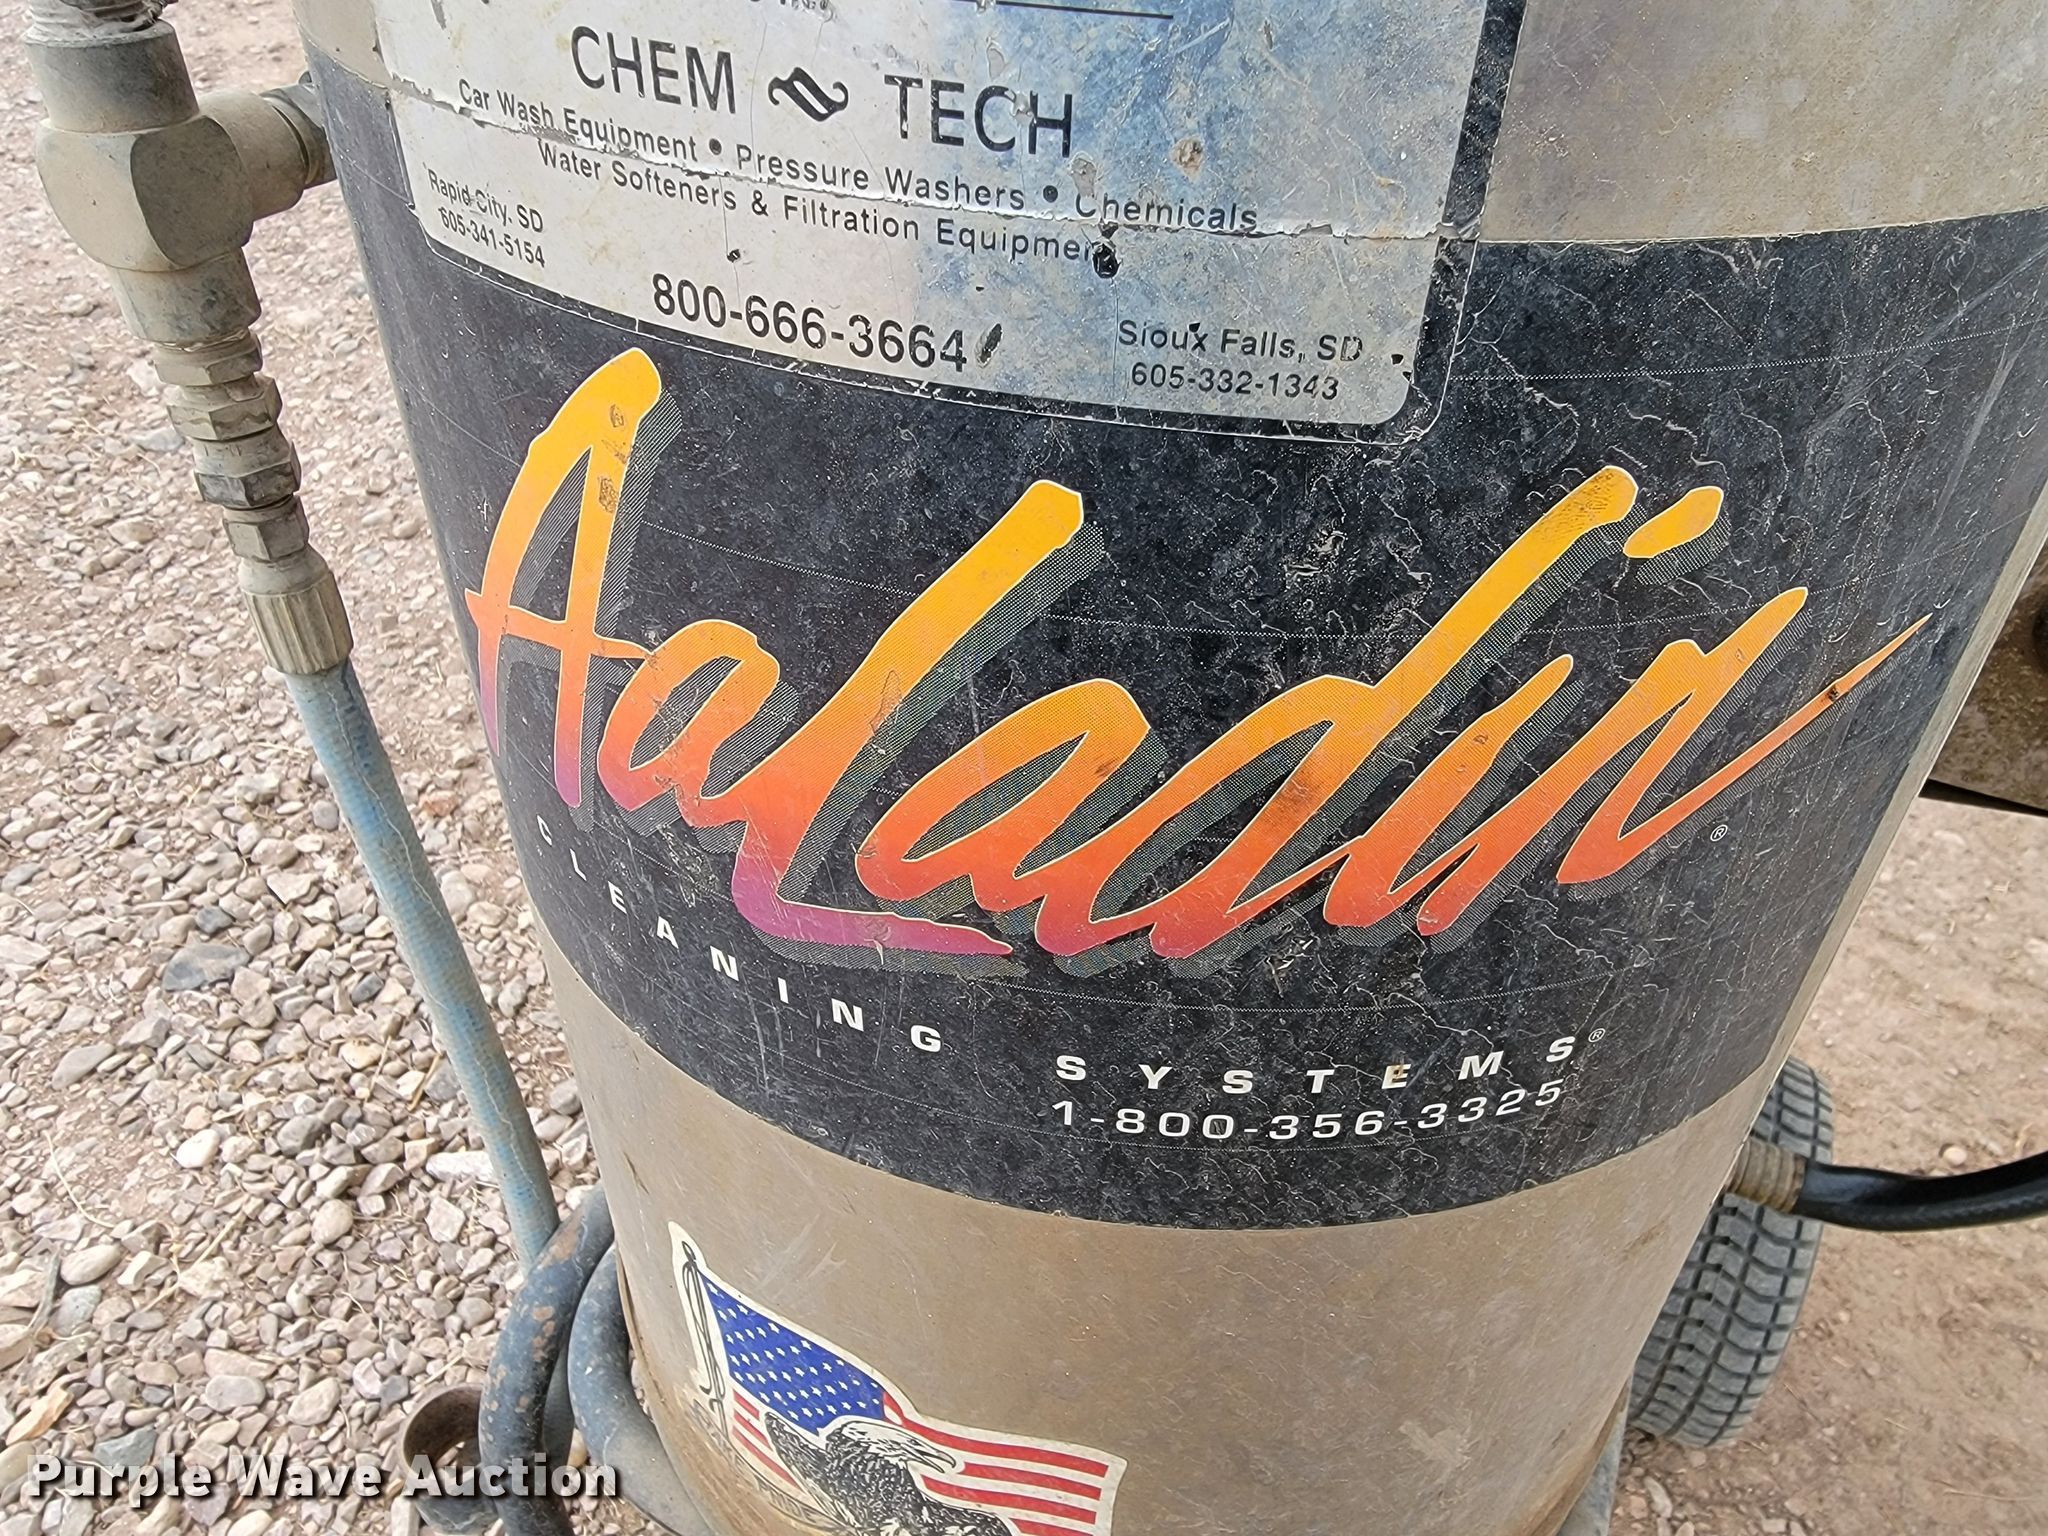 CHEM TECH
Car Wash Equipment • Pressure Washers • Chemicals
Water Softeners & Filtration Equipment
Rapid City, SD
605-341-5154
800-666-3664
Sioux Falls, SD
605-332-1343
AaLadin®
CLEANING SYSTEMS®
1-800-356-3325
Purple Wave Auction